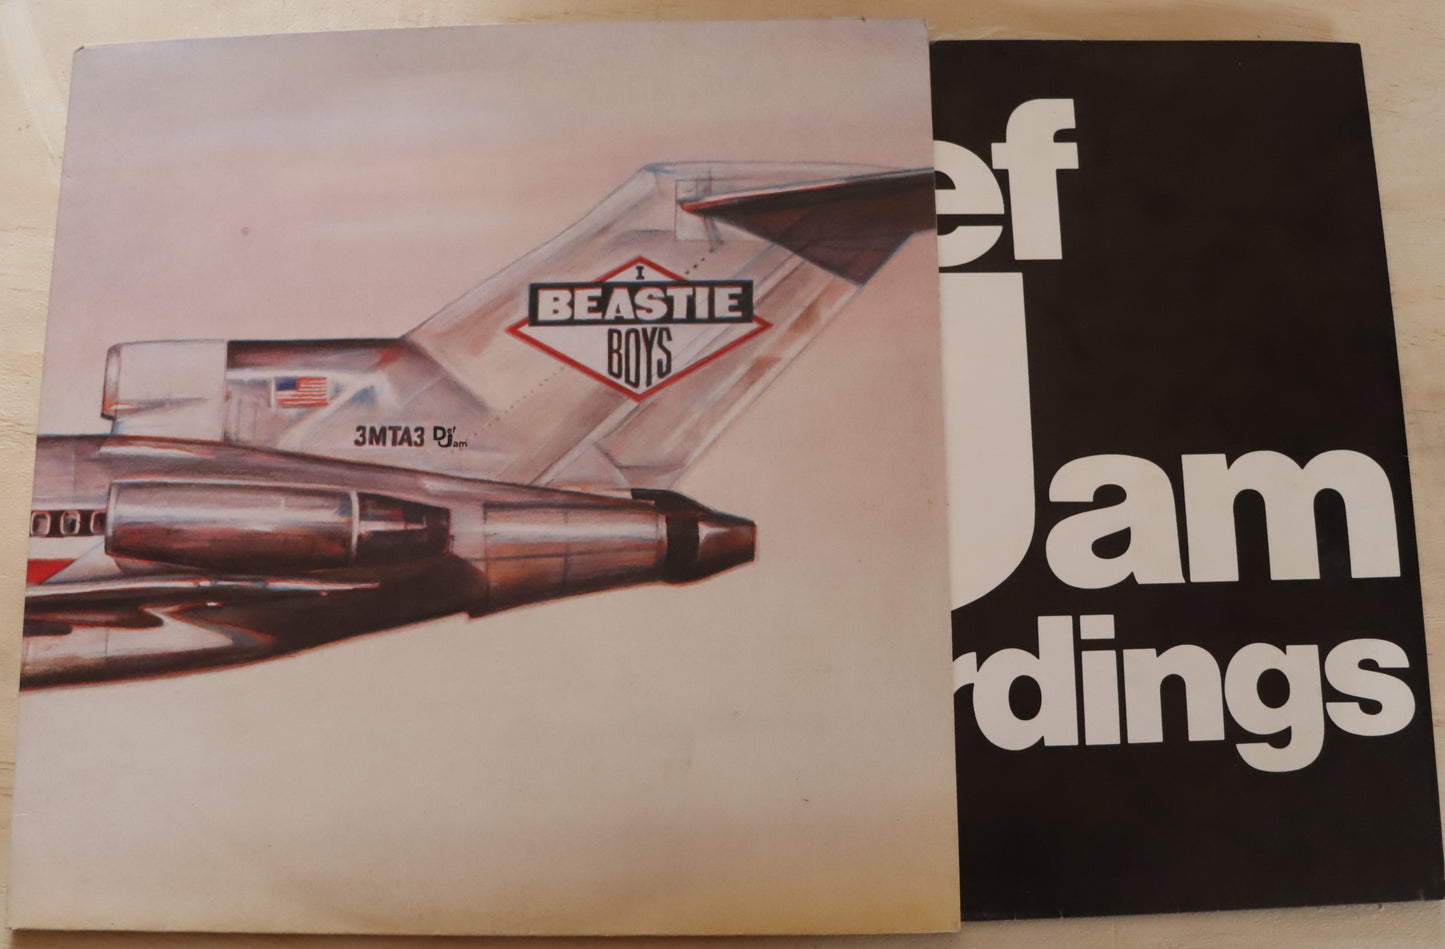 I
BEASTIE
BOYS
3MTA3 Def Jam
ef
Jam
rdings